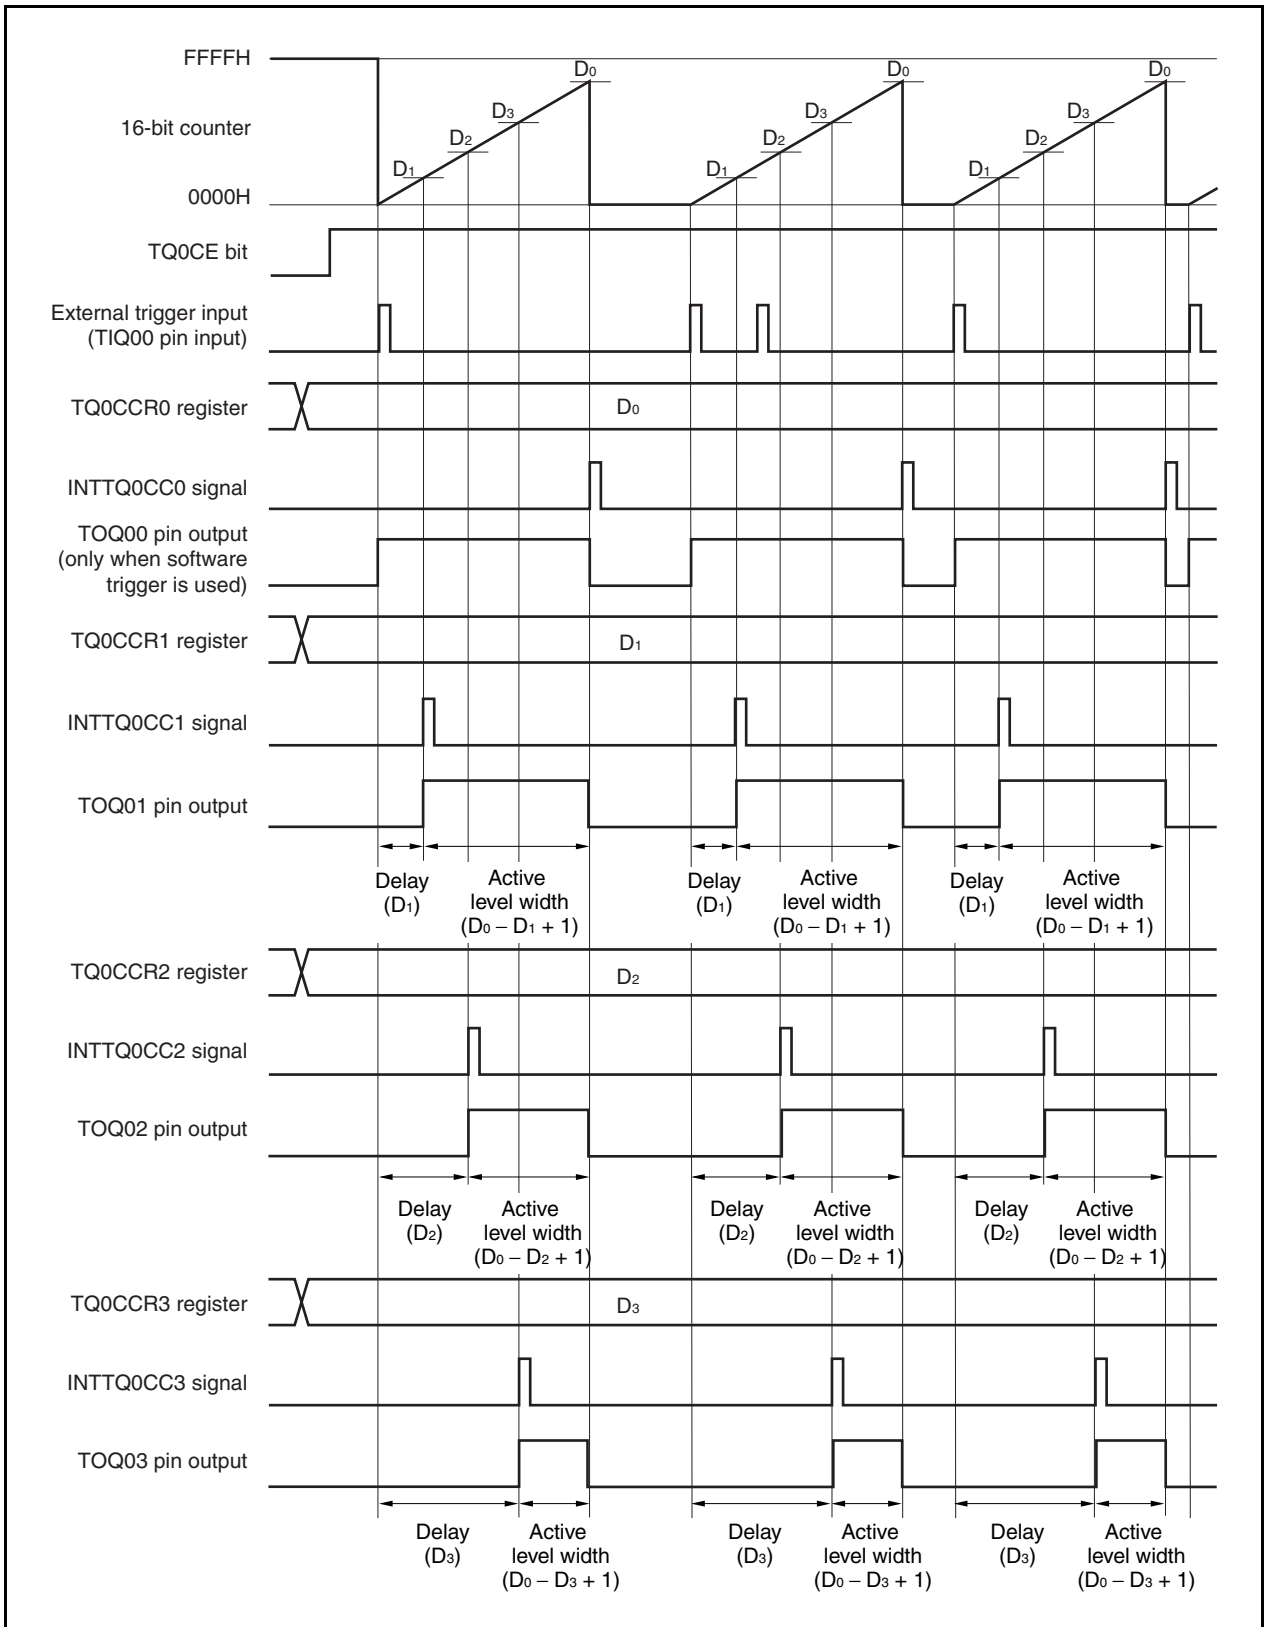 FFFFH
D0 D0 D0
D3 D3 D3
16-bit counter
D2 D2 D2
D1 D1 D1
0000H
TQ0CE bit
External trigger input
(TIQ00 pin input)
TQ0CCR0 register
D0
INTTQ0CC0 signal
TOQ00 pin output
(only when software
trigger is used)
TQ0CCR1 register
D1
INTTQ0CC1 signal
TOQ01 pin output
Delay Active Delay Active Delay Active
(D1) level width (D1) level width (D1) level width
(D0 – D1 + 1) (D0 – D1 + 1) (D0 – D1 + 1)
TQ0CCR2 register
D2
INTTQ0CC2 signal
TOQ02 pin output
Delay Active Delay Active Delay Active
(D2) level width (D2) level width (D2) level width
(D0 – D2 + 1) (D0 – D2 + 1) (D0 – D2 + 1)
TQ0CCR3 register
D3
INTTQ0CC3 signal
TOQ03 pin output
Delay Active Delay Active Delay Active
(D3) level width (D3) level width (D3) level width
(D0 – D3 + 1) (D0 – D3 + 1) (D0 – D3 + 1)